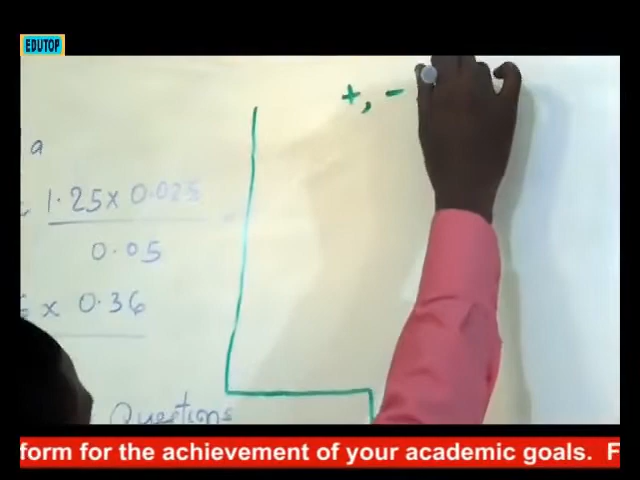 EDUTOP
+, -
a
1.25 x 0.025
0.05
x 0.36
Questions
form for the achievement of your academic goals. F